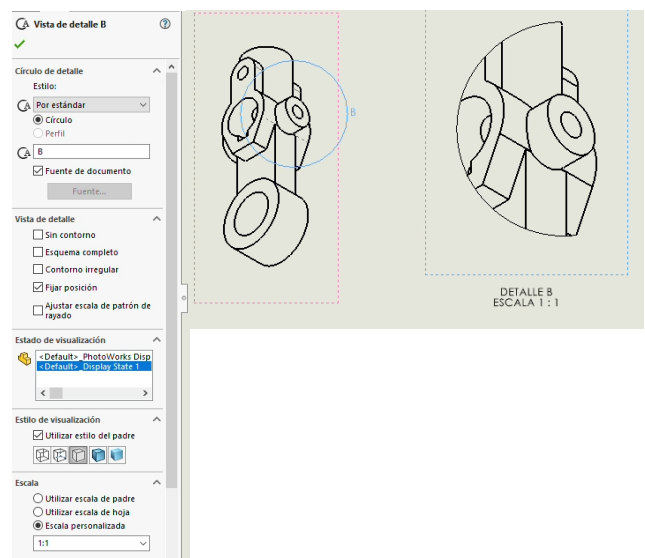 Vista de detalle B
Círculo de detalle
Estilo:
Por estándar
Círculo
Perfil
B
Fuente de documento
Fuente...
Vista de detalle
Sin contorno
Esquema completo
Contorno irregular
Fijar posición
Ajustar escala de patrón de
rayado
Estado de visualización
<Default>_PhotoWorks Disp
<Default>_Display State 1
Estilo de visualización
Utilizar estilo del padre
Escala
Utilizar escala de padre
Utilizar escala de hoja
Escala personalizada
1:1
B
DETALLE B
ESCALA 1 : 1